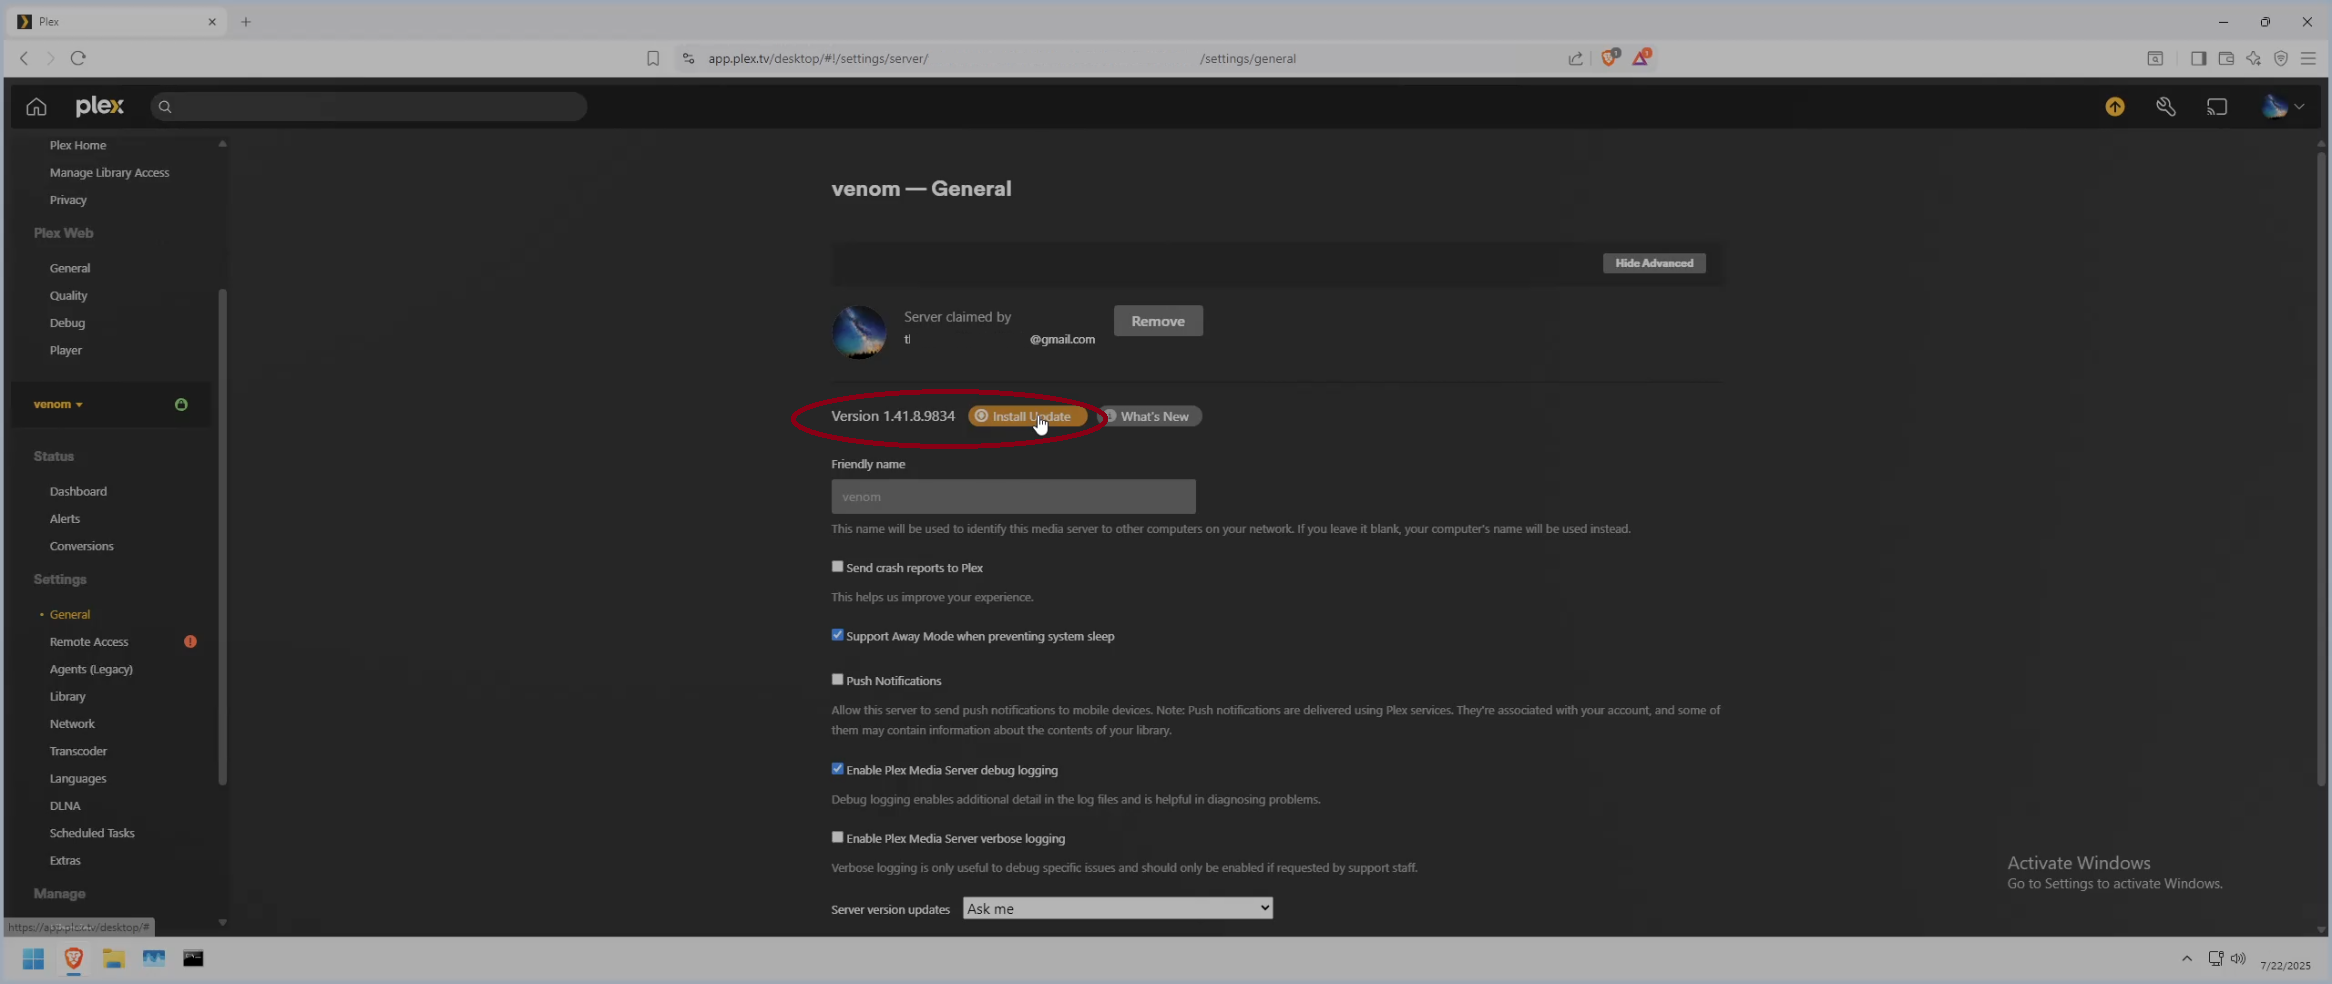 Plex
app.plex.tv/desktop/#!/settings/server/
/settings/general
plex
Plex Home
Manage Library Access
Privacy
Plex Web
General
Quality
Debug
Player
venom
Status
Dashboard
Alerts
Conversions
Settings
General
Remote Access
Agents (Legacy)
Library
Network
Transcoder
Languages
DLNA
Scheduled Tasks
Extras
Manage
venom — General
Hide Advanced
Server claimed by
@gmail.com
Remove
Version 1.41.8.9834
Install Update
What's New
Friendly name
venom
This name will be used to identify this media server to other computers on your network. If you leave it blank, your computer's name will be used instead.
Send crash reports to Plex
This helps us improve your experience.
Support Away Mode when preventing system sleep
Push Notifications
Allow this server to send push notifications to mobile devices. Note: Push notifications are delivered using Plex services. They're associated with your account, and some of
them may contain information about the contents of your library.
Enable Plex Media Server debug logging
Debug logging enables additional detail in the log files and is helpful in diagnosing problems.
Enable Plex Media Server verbose logging
Verbose logging is only useful to debug specific issues and should only be enabled if requested by support staff.
Server version updates
Ask me
Activate Windows
Go to Settings to activate Windows.
https://app.plex.tv/desktop/#
7/22/2025